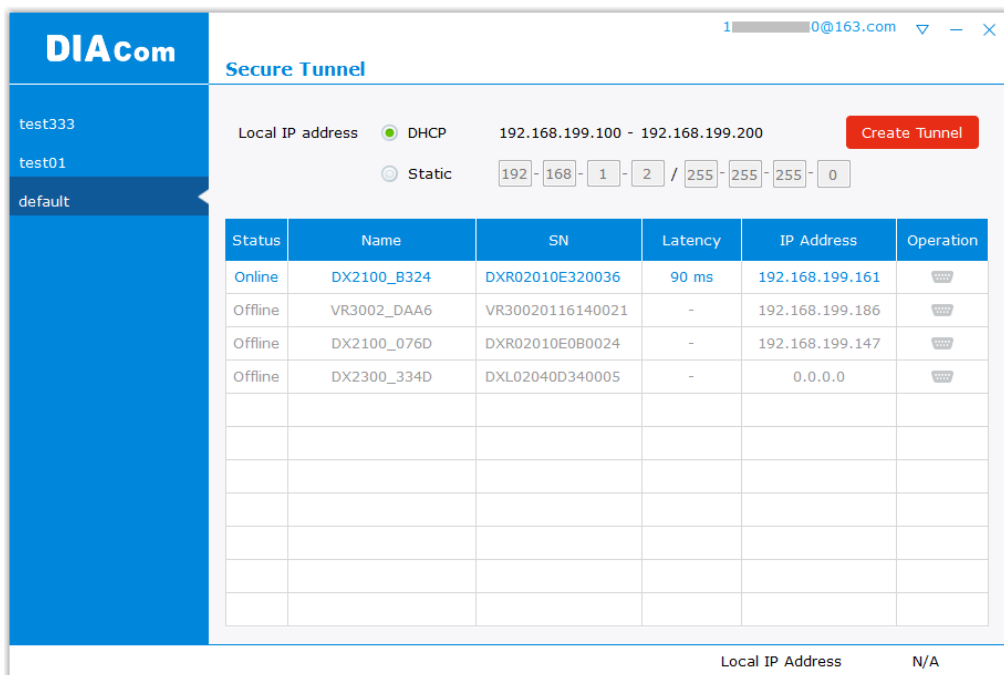 DIACom
1 0@163.com
Secure Tunnel
test333
test01
default
Local IP address DHCP 192.168.199.100 - 192.168.199.200 Create Tunnel
Static 192 - 168 - 1 - 2 / 255 - 255 - 255 - 0
Status Name SN Latency IP Address Operation
Online DX2100_B324 DXR02010E320036 90 ms 192.168.199.161
Offline VR3002_DAA6 VR30020116140021 - 192.168.199.186
Offline DX2100_076D DXR02010E0B0024 - 192.168.199.147
Offline DX2300_334D DXL02040D340005 - 0.0.0.0
Local IP Address N/A